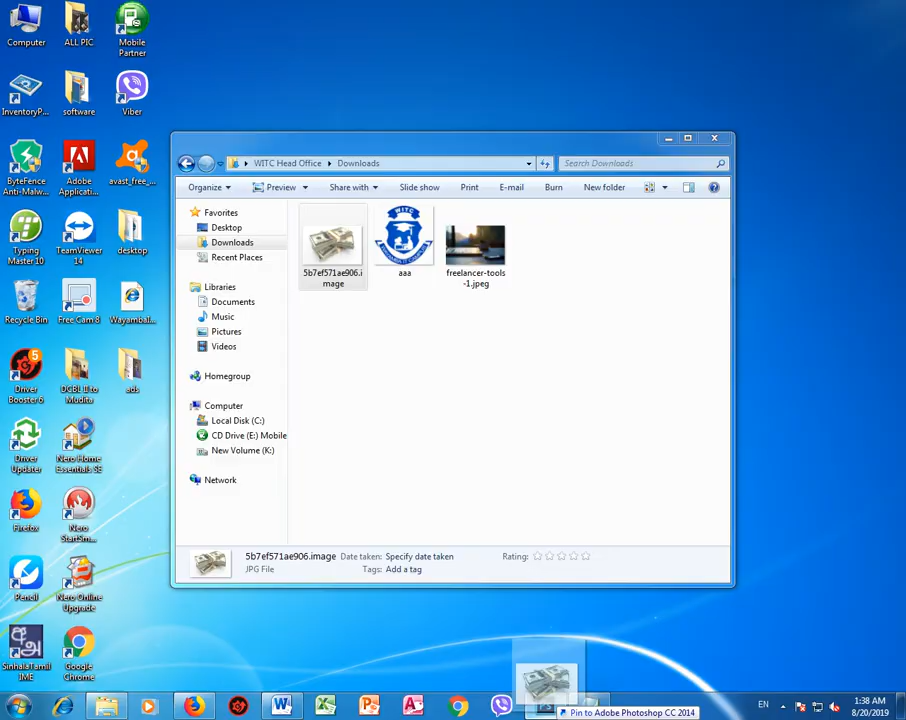 Computer
ALL PIC
Mobile
Partner
InventoryP...
software
Viber
ByteFence
Anti-Malw...
Adobe
Applicati...
avast_free_...
Typing
Master 10
TeamViewer
14
desktop
Recycle Bin
Free Cam 8
Wayambal...
5
Driver
Booster 6
DCBL II to
Modita
ads
Driver
Updater
Nero Home
Essentials SE
Firefox
Nero
StartSm...
Pencil
Nero Online
Upgrade
SinhalaTamil
IME
Google
Chrome
WITC Head Office
Downloads
Search Downloads
Organize
Preview
Share with
Slide show
Print
E-mail
Burn
New folder
Favorites
Desktop
Downloads
Recent Places
Libraries
Documents
Music
Pictures
Videos
Homegroup
Computer
Local Disk (C:)
CD Drive (E:) Mobile
New Volume (K:)
Network
5b7ef571ae906.i
mage
WITC
aaa
freelancer-tools
-1.jpeg
5b7ef571ae906.image
Date taken: Specify date taken
Rating:
JPG File
Tags: Add a tag
Pin to Adobe Photoshop CC 2014
EN
1:38 AM
8/20/2019